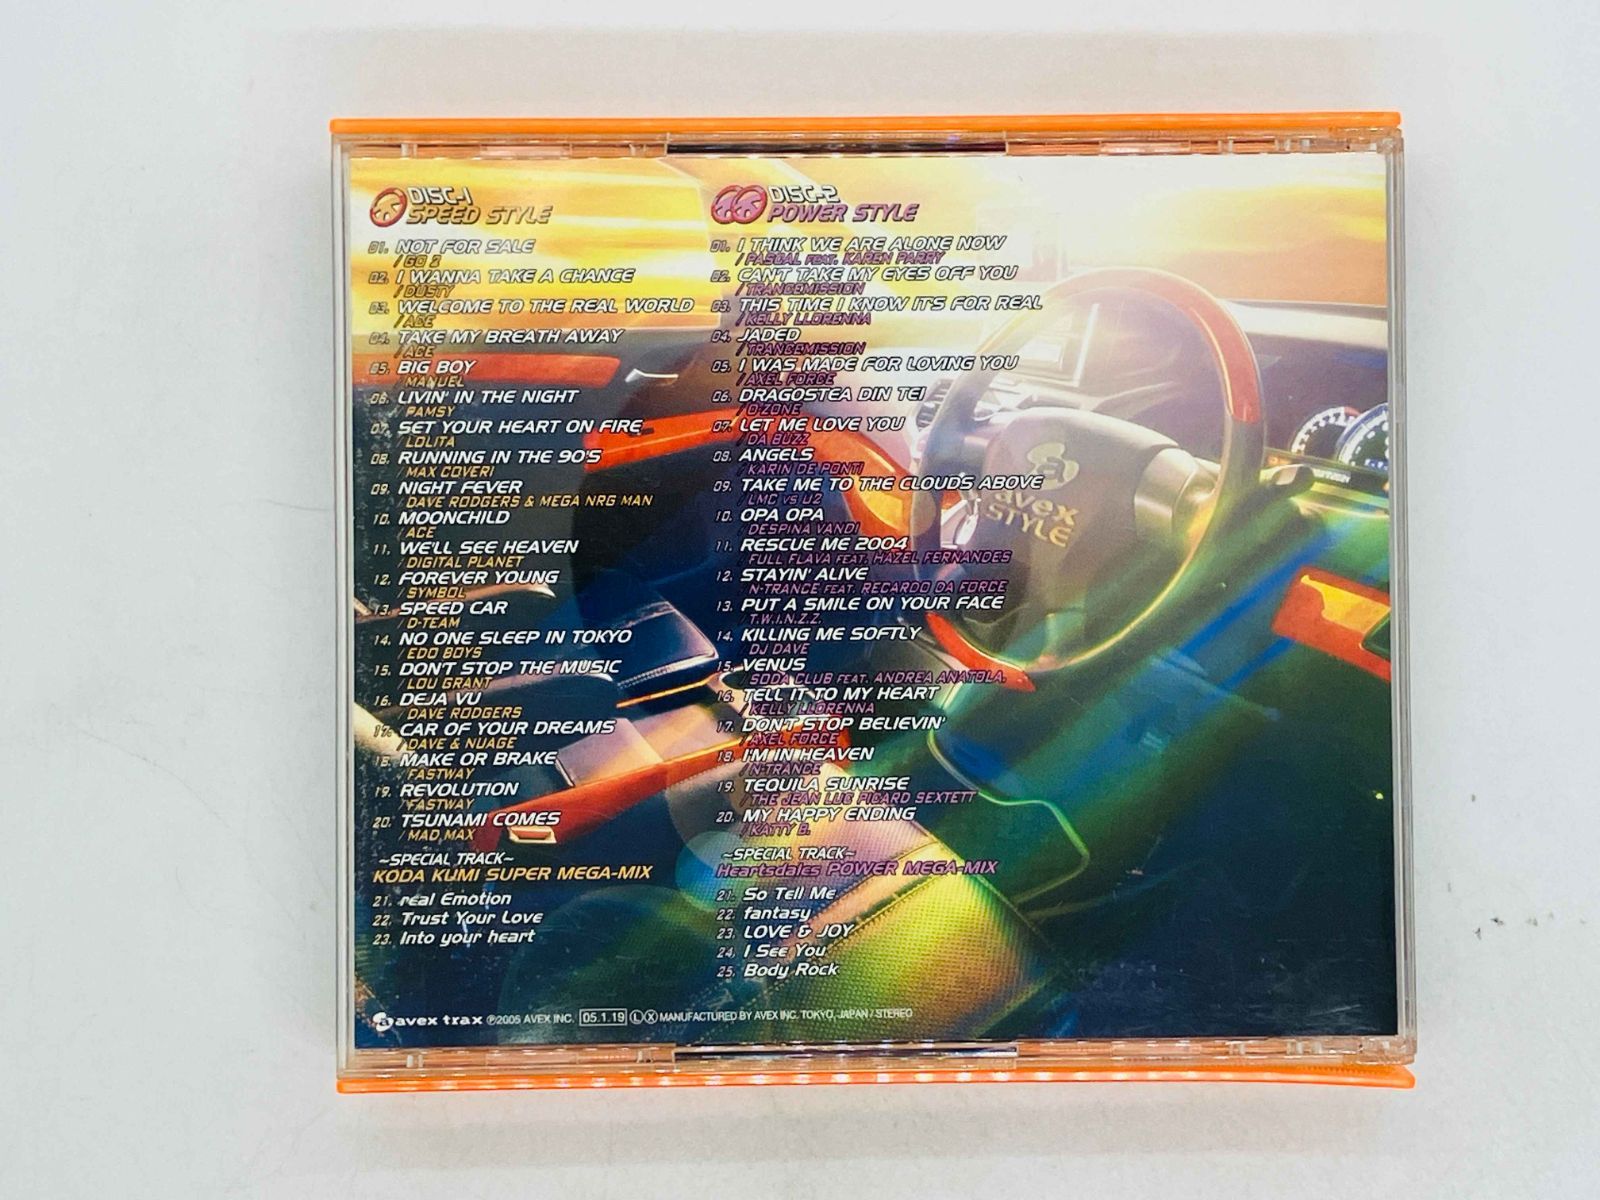 DISC-1
SPEED STYLE
01. NOT FOR SALE
/ GO 2
02. I WANNA TAKE A CHANCE
/ DUSTY
03. WELCOME TO THE REAL WORLD
/ ACE
04. TAKE MY BREATH AWAY
/ ACE
05. BIG BOY
/ MANUEL
06. LIVIN' IN THE NIGHT
/ PAMSY
07. SET YOUR HEART ON FIRE
/ LOLITA
08. RUNNING IN THE 90'S
/ MAX COVERI
09. NIGHT FEVER
/ DAVE RODGERS & MEGA NRG MAN
10. MOONCHILD
/ ACE
11. WE'LL SEE HEAVEN
/ DIGITAL PLANET
12. FOREVER YOUNG
/ SYMBOL
13. SPEED CAR
/ D-TEAM
14. NO ONE SLEEP IN TOKYO
/ EDO BOYS
15. DON'T STOP THE MUSIC
/ LOU GRANT
16. DEJA VU
/ DAVE RODGERS
17. CAR OF YOUR DREAMS
/ DAVE & NUAGE
18. MAKE OR BRAKE
/ FASTWAY
19. REVOLUTION
/ FASTWAY
20. TSUNAMI COMES
/ MAD MAX
~SPECIAL TRACK~
KODA KUMI SUPER MEGA-MIX
21. real Emotion
22. Trust Your Love
23. Into your heart
DISC-2
POWER STYLE
01. I THINK WE ARE ALONE NOW
/ PASCAL FEAT. KAREN PARRY
02. CAN'T TAKE MY EYES OFF YOU
/ TRANCEMISSION
03. THIS TIME I KNOW IT'S FOR REAL
/ KELLY LLORENNA
04. JADED
/ TRANCEMISSION
05. I WAS MADE FOR LOVING YOU
/ AXEL FORCE
06. DRAGOSTEA DIN TEI
/ O-ZONE
07. LET ME LOVE YOU
/ DA BUZZ
08. ANGELS
/ KARIN DE PONTI
09. TAKE ME TO THE CLOUDS ABOVE
/ LMC vs U2
10. OPA OPA
/ DESPINA VANDI
11. RESCUE ME 2004
/ FULL FLAVA FEAT. HAZEL FERNANDES
12. STAYIN' ALIVE
/ N-TRANCE FEAT. RECARDO DA FORCE
13. PUT A SMILE ON YOUR FACE
/ T.W.I.N.Z.Z.
14. KILLING ME SOFTLY
/ DJ DAVE
15. VENUS
/ SODA CLUB FEAT. ANDREA ANATOLA.
16. TELL IT TO MY HEART
/ KELLY LLORENNA
17. DON'T STOP BELIEVIN'
/ AXEL FORCE
18. I'M IN HEAVEN
/ N-TRANCE
19. TEQUILA SUNRISE
/ THE JEAN LUC PICARD SEXTETT
20. MY HAPPY ENDING
/ KATTY B.
~SPECIAL TRACK~
Heartsdales POWER MEGA-MIX
21. So Tell Me
22. fantasy
23. LOVE & JOY
24. I See You
25. Body Rock
avex
STYLE
avex trax ℗2005 AVEX INC. 05.1.19 Ⓛ Ⓧ MANUFACTURED BY AVEX INC. TOKYO, JAPAN / STEREO